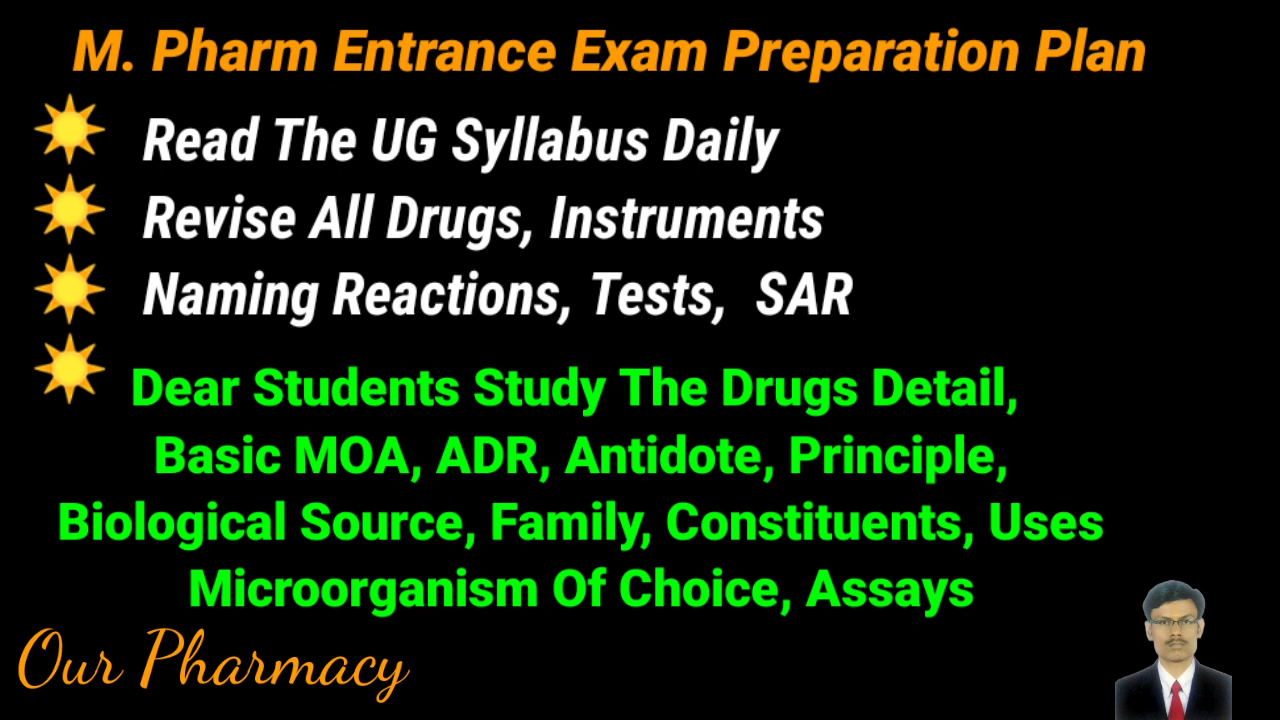 M. Pharm Entrance Exam Preparation Plan
Read The UG Syllabus Daily
Revise All Drugs, Instruments
Naming Reactions, Tests,  SAR
Dear Students Study The Drugs Detail,
Basic MOA, ADR, Antidote, Principle,
Biological Source, Family, Constituents, Uses
Microorganism Of Choice, Assays
Our Pharmacy